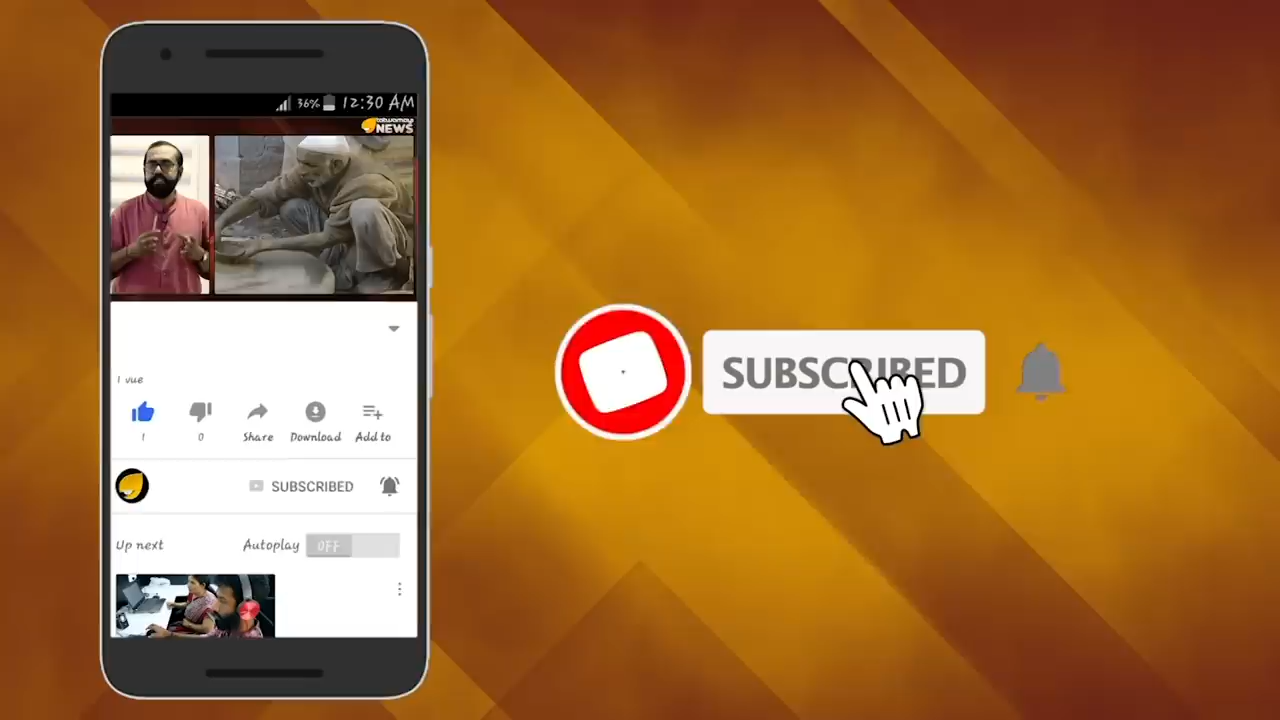 36% 12:30 AM
tatwamayi
NEWS
1 vue
1
0
Share
Download
Add to
SUBSCRIBED
Up next
Autoplay
OFF
SUBSCRIBED